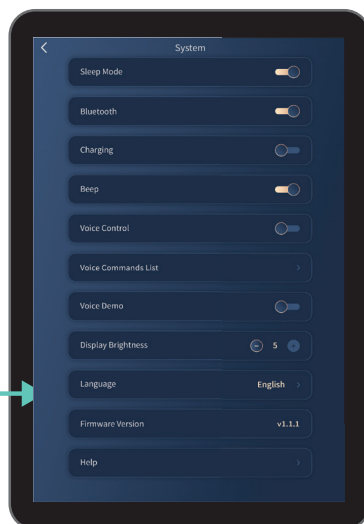 System
Sleep Mode
Bluetooth
Charging
Beep
Voice Control
Voice Commands List
Voice Demo
Display Brightness 5
Language English
Firmware Version v1.1.1
Help